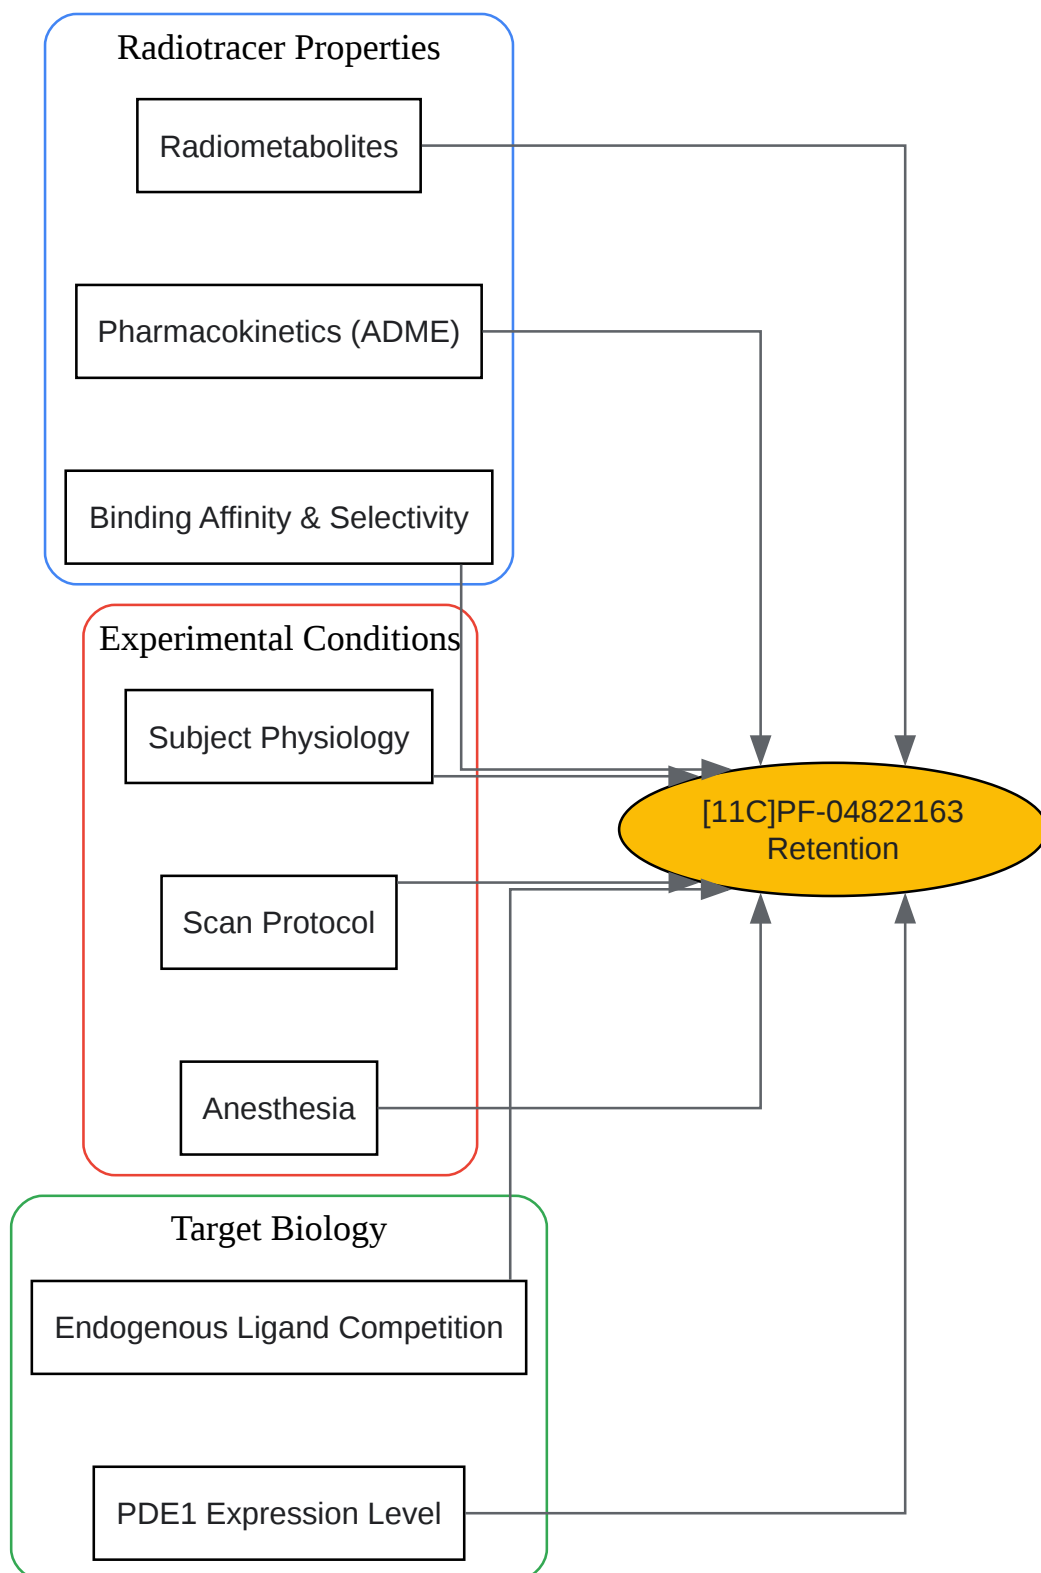 Radiotracer Properties
Radiometabolites
Pharmacokinetics (ADME)
Binding Affinity & Selectivity
Experimental Conditions
Subject Physiology
[11C]PF-04822163
Retention
Scan Protocol
Anesthesia
Target Biology
Endogenous Ligand Competition
PDE1 Expression Level